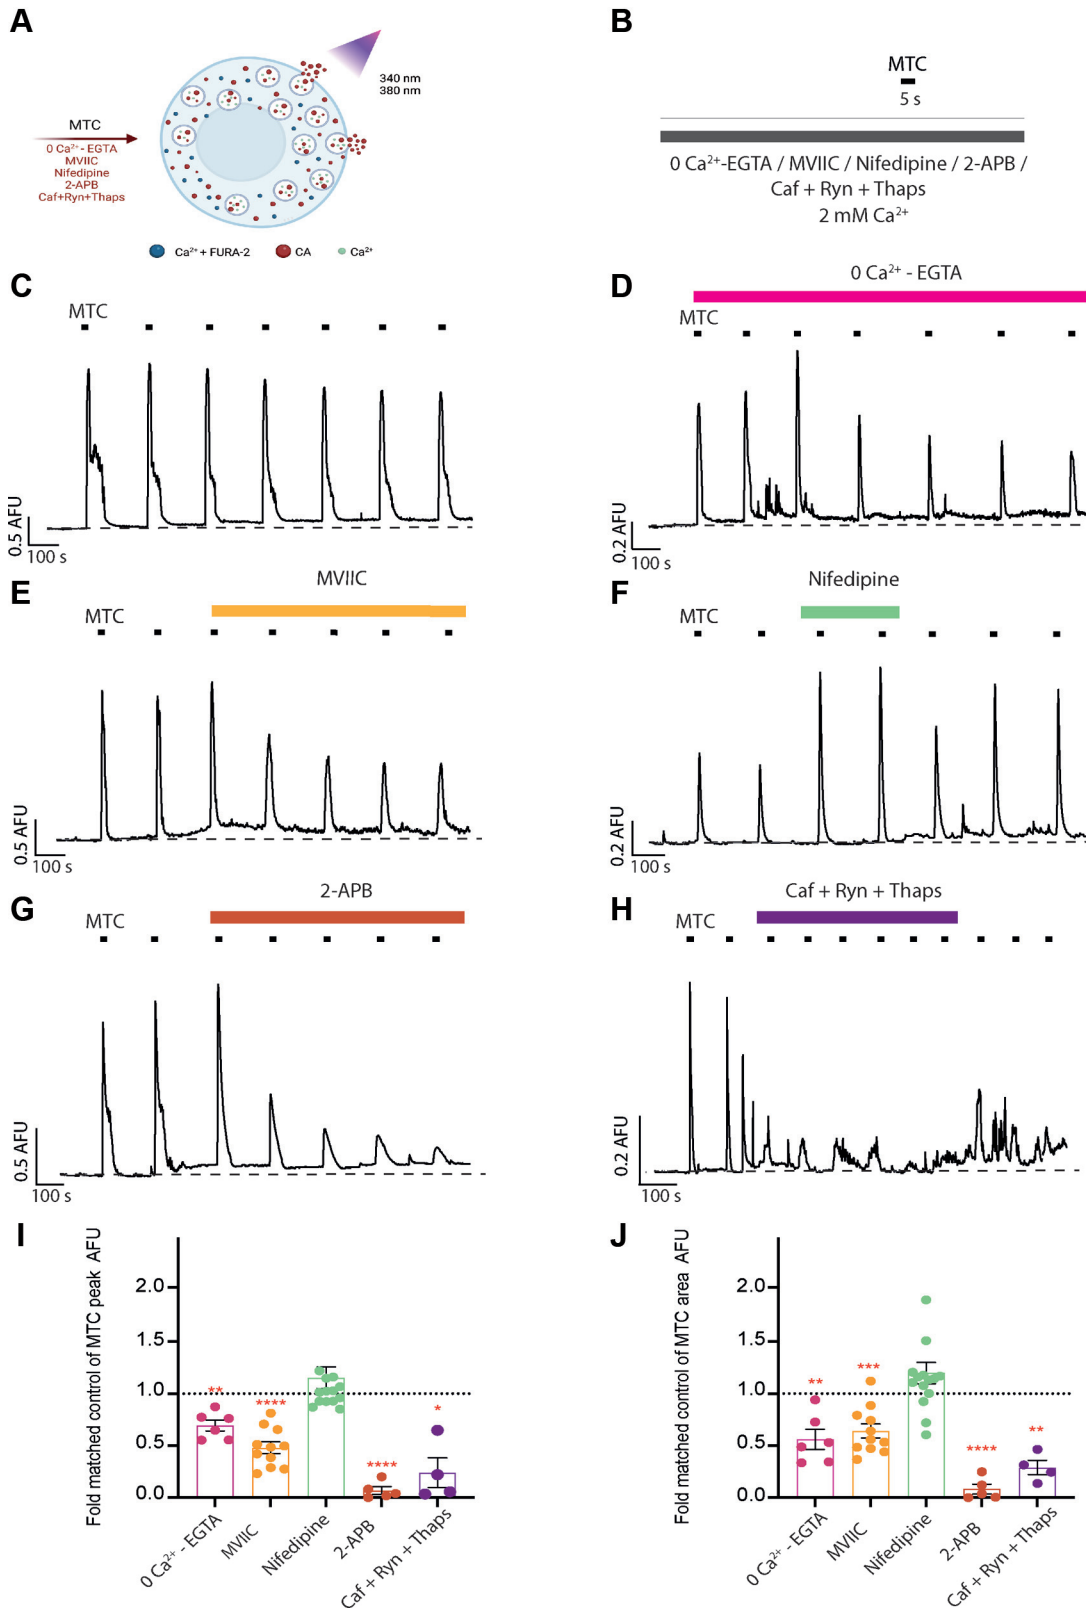 A
340 nm
380 nm
MTC
0 Ca²⁺- EGTA
MVIIC
Nifedipine
2-APB
Caf+Ryn+Thaps
Ca²⁺ + FURA-2
CA
Ca²⁺
B
MTC
5 s
0 Ca²⁺-EGTA / MVIIC / Nifedipine / 2-APB /
Caf + Ryn + Thaps
2 mM Ca²⁺
C
MTC
0.5 AFU
100 s
D
0 Ca²⁺ - EGTA
MTC
0.2 AFU
100 s
E
MVIIC
MTC
0.5 AFU
100 s
F
Nifedipine
MTC
0.2 AFU
100 s
G
2-APB
MTC
0.5 AFU
100 s
H
Caf + Ryn + Thaps
MTC
0.2 AFU
100 s
I
Fold matched control of MTC peak AFU
2.0
1.5
1.0
0.5
0.0
**
****
****
*
0 Ca²⁺ - EGTA
MVIIC
Nifedipine
2-APB
Caf + Ryn + Thaps
J
Fold matched control of MTC area AFU
2.0
1.5
1.0
0.5
0.0
**
***
****
**
0 Ca²⁺ - EGTA
MVIIC
Nifedipine
2-APB
Caf + Ryn + Thaps